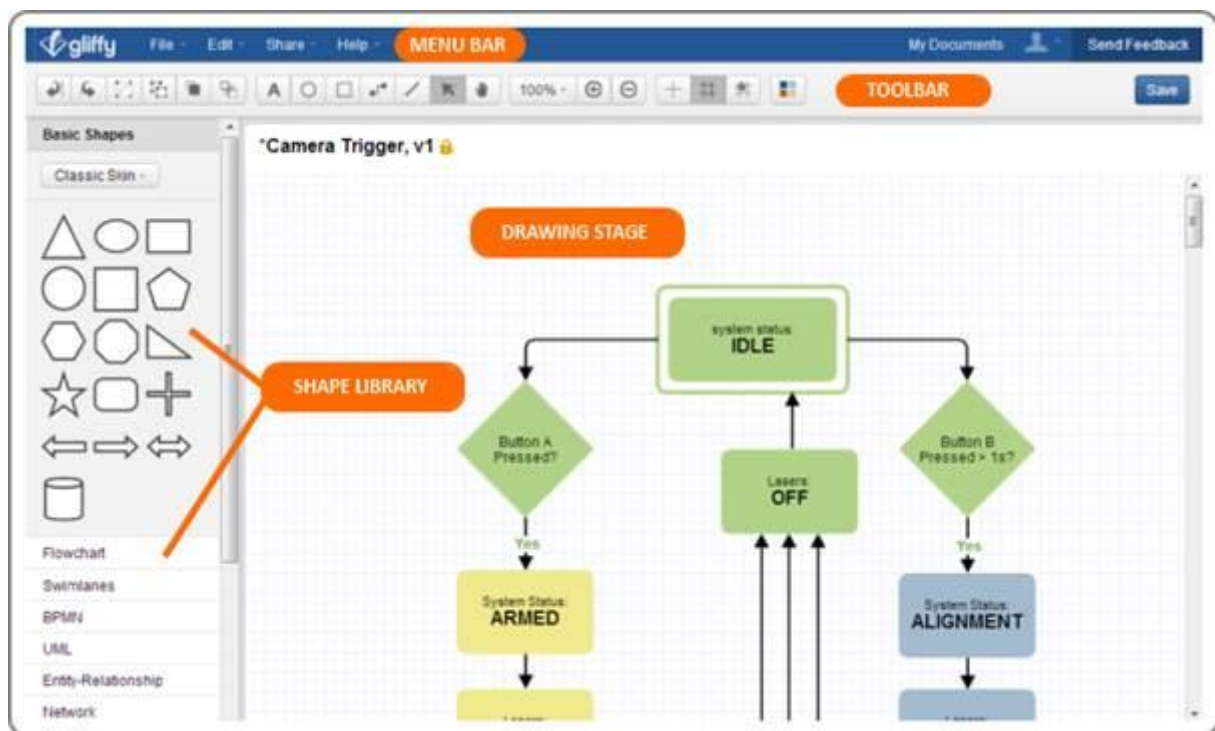 gliffy File Edit Share Help MENU BAR My Documents Send Feedback
A 100% TOOLBAR Save
Basic Shapes
Classic Skin
*Camera Trigger, v1
DRAWING STAGE
system status:
IDLE
SHAPE LIBRARY
Button A
Pressed?
Button B
Pressed > 1s?
Lasers:
OFF
Yes
Yes
System Status:
ARMED
System Status:
ALIGNMENT
Flowchart
Swimlanes
BPMN
UML
Entity-Relationship
Network